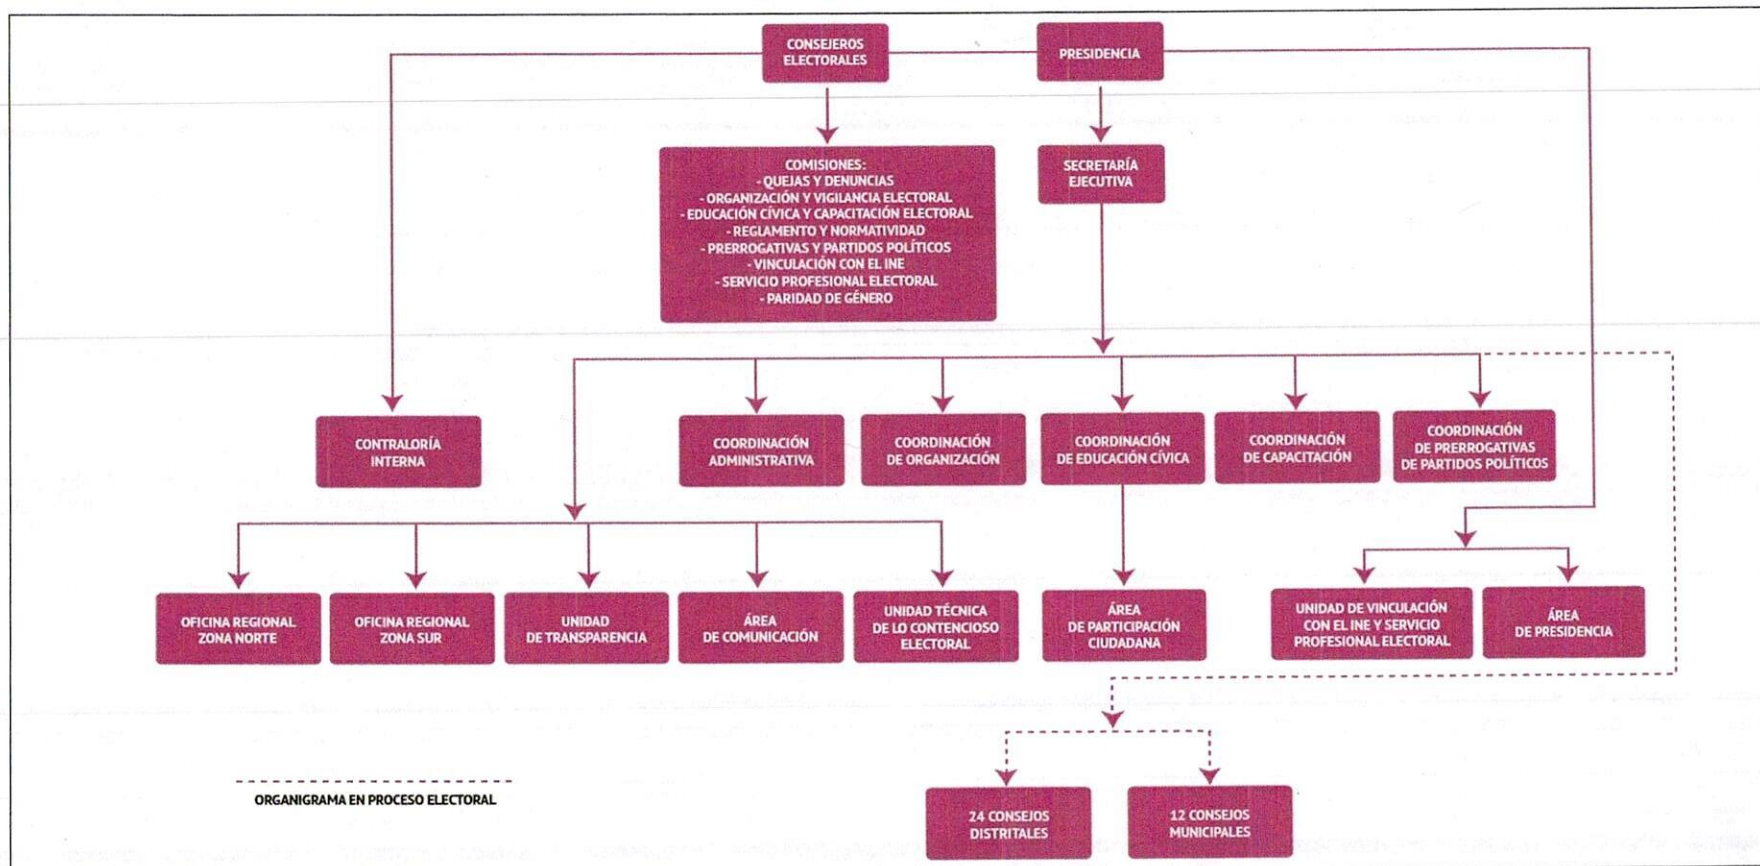 CONSEJEROS
ELECTORALES
PRESIDENCIA
COMISIONES:
- QUEJAS Y DENUNCIAS
- ORGANIZACIÓN Y VIGILANCIA ELECTORAL
- EDUCACIÓN CÍVICA Y CAPACITACIÓN ELECTORAL
- REGLAMENTO Y NORMATIVIDAD
- PRERROGATIVAS Y PARTIDOS POLÍTICOS
- VINCULACIÓN CON EL INE
- SERVICIO PROFESIONAL ELECTORAL
- PARIDAD DE GÉNERO
SECRETARÍA
EJECUTIVA
CONTRALORÍA
INTERNA
COORDINACIÓN
ADMINISTRATIVA
COORDINACIÓN
DE ORGANIZACIÓN
COORDINACIÓN
DE EDUCACIÓN CÍVICA
COORDINACIÓN
DE CAPACITACIÓN
COORDINACIÓN
DE PRERROGATIVAS
DE PARTIDOS POLÍTICOS
OFICINA REGIONAL
ZONA NORTE
OFICINA REGIONAL
ZONA SUR
UNIDAD
DE TRANSPARENCIA
ÁREA
DE COMUNICACIÓN
UNIDAD TÉCNICA
DE LO CONTENCIOSO
ELECTORAL
ÁREA
DE PARTICIPACIÓN
CIUDADANA
UNIDAD DE VINCULACIÓN
CON EL INE Y SERVICIO
PROFESIONAL ELECTORAL
ÁREA
DE PRESIDENCIA
ORGANIGRAMA EN PROCESO ELECTORAL
24 CONSEJOS
DISTRITALES
12 CONSEJOS
MUNICIPALES